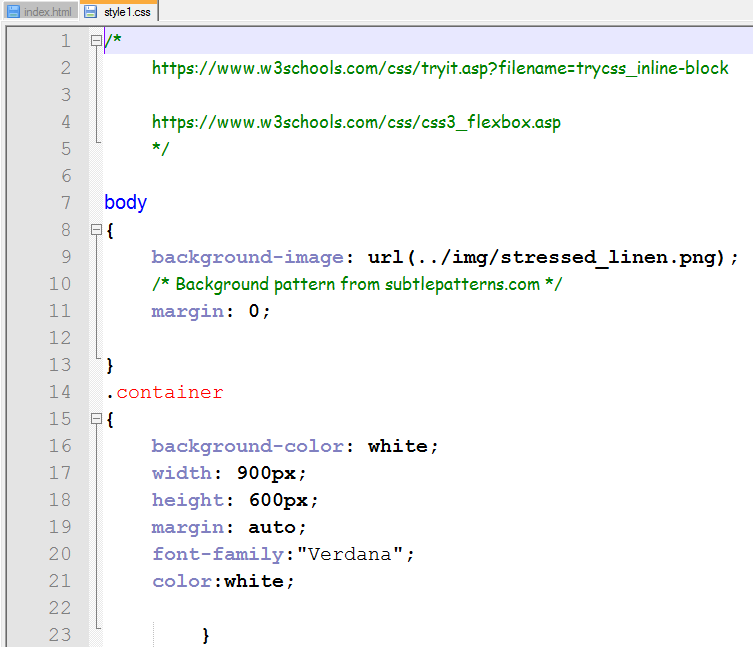 index.html style1.css
1 /*
2 https://www.w3schools.com/css/tryit.asp?filename=trycss_inline-block
3
4 https://www.w3schools.com/css/css3_flexbox.asp
5 */
6
7 body
8 {
9 background-image: url(../img/stressed_linen.png);
10 /* Background pattern from subtlepatterns.com */
11 margin: 0;
12
13 }
14 .container
15 {
16 background-color: white;
17 width: 900px;
18 height: 600px;
19 margin: auto;
20 font-family:"Verdana";
21 color:white;
22
23 }